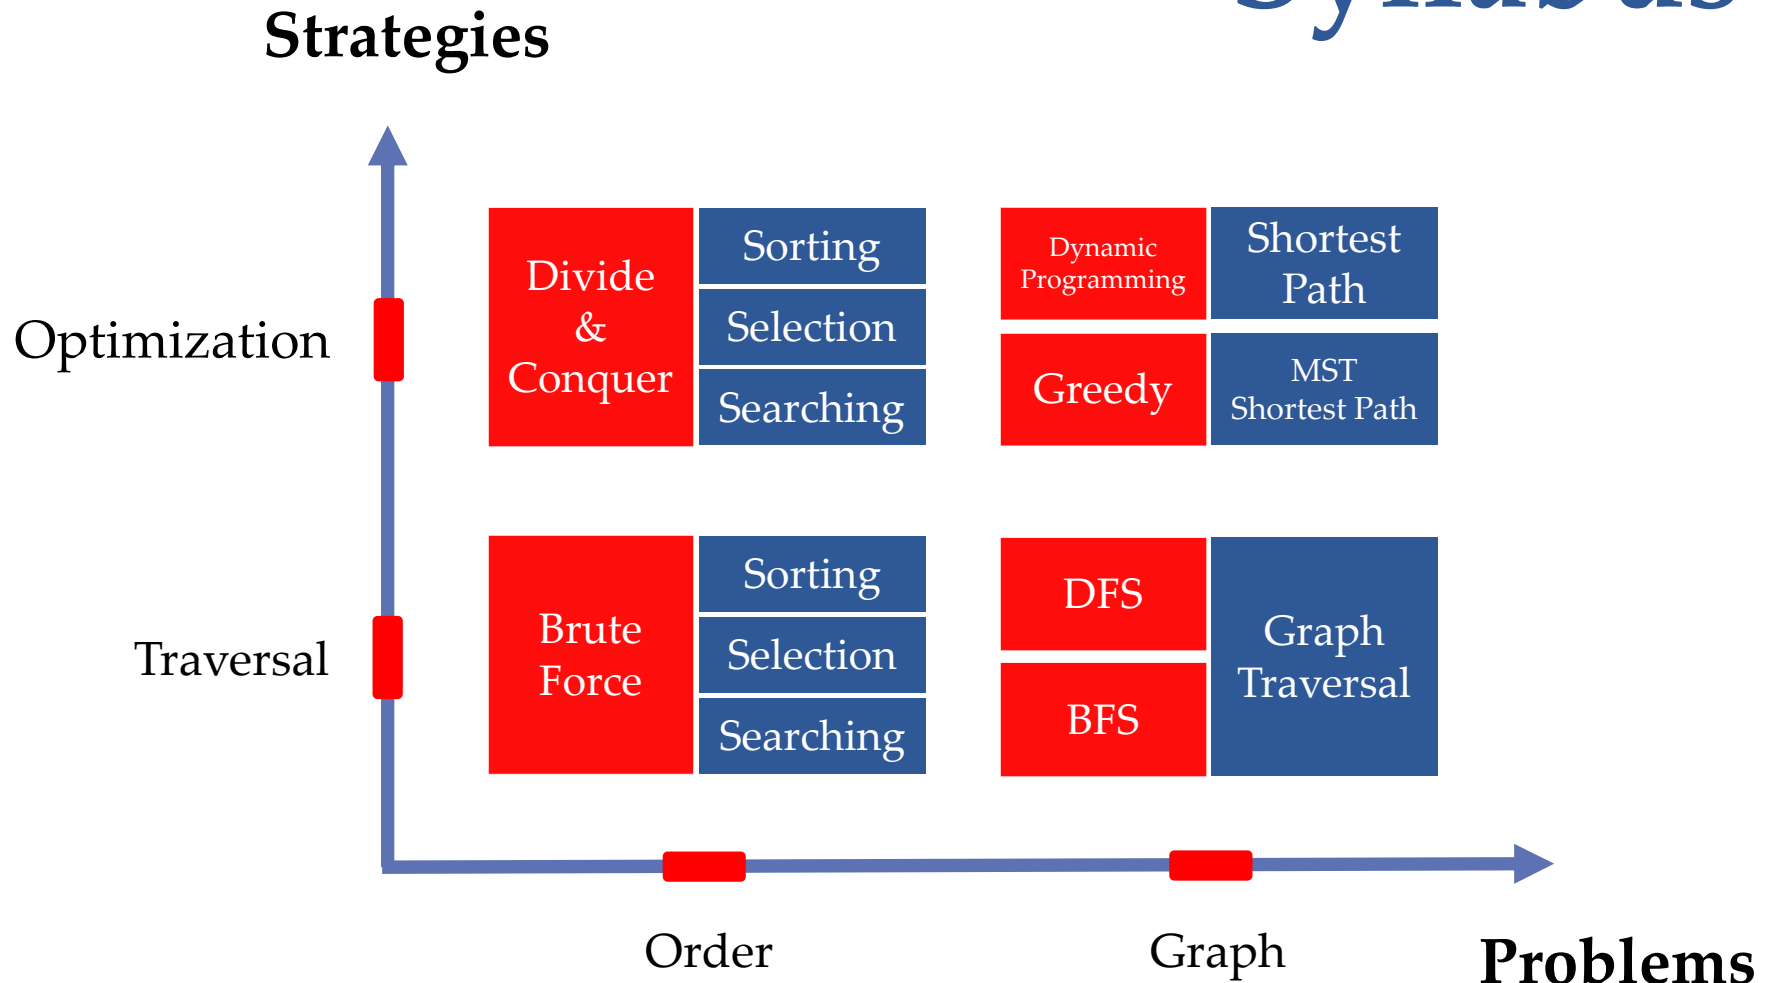 Syllabus
Strategies
Optimization
Divide
&
Conquer
Sorting
Selection
Searching
Dynamic
Programming
Shortest
Path
Greedy
MST
Shortest Path
Traversal
Brute
Force
Sorting
Selection
Searching
DFS
BFS
Graph
Traversal
Order
Graph
Problems